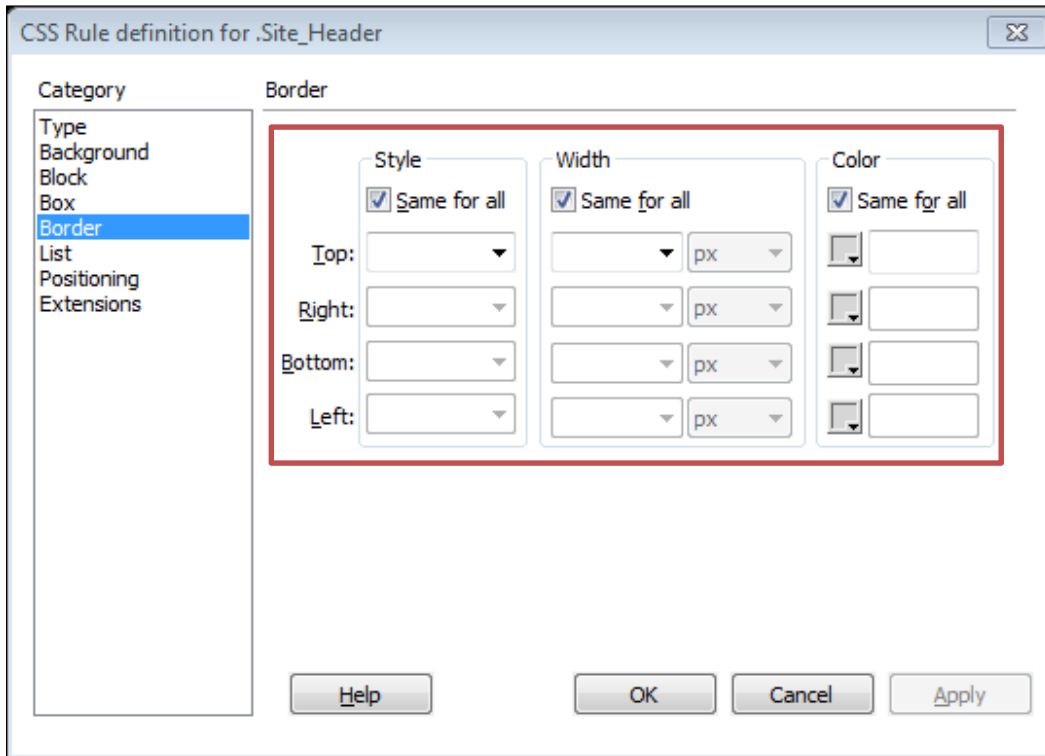 CSS Rule definition for .Site_Header
Category
Border
Type
Background
Block
Box
Border
List
Positioning
Extensions
Style Width Color
Same for all Same for all Same for all
Top: px
Right: px
Bottom: px
Left: px
Help OK Cancel Apply